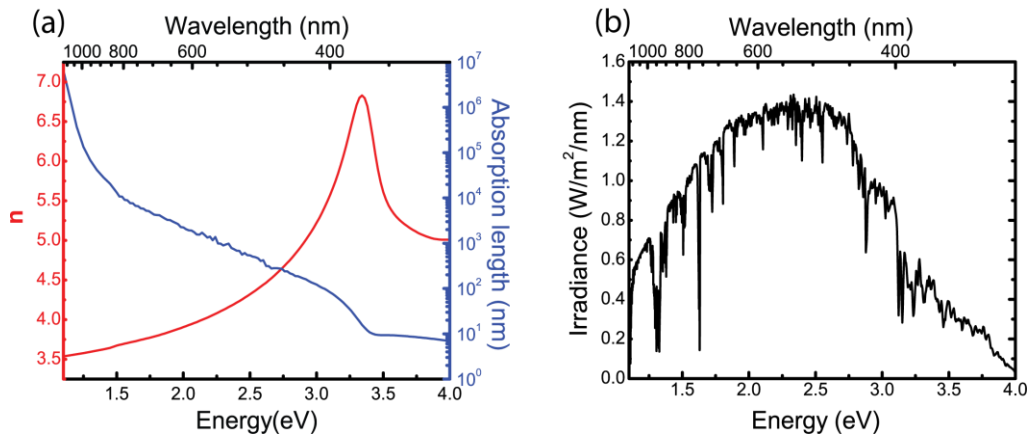 (a)
Wavelength (nm)
1000 800 600 400
7.0
6.5
6.0
5.5
5.0
4.5
4.0
3.5
n
10^7
10^6
10^5
10^4
10^3
10^2
10^1
10^0
Absorption length (nm)
1.5 2.0 2.5 3.0 3.5 4.0
Energy(eV)
(b)
Wavelength (nm)
1000 800 600 400
1.4
1.2
1.0
0.8
0.6
0.4
0.2
0.0
Irradiance (W/m²/nm)
1.5 2.0 2.5 3.0 3.5 4.0
Energy (eV)